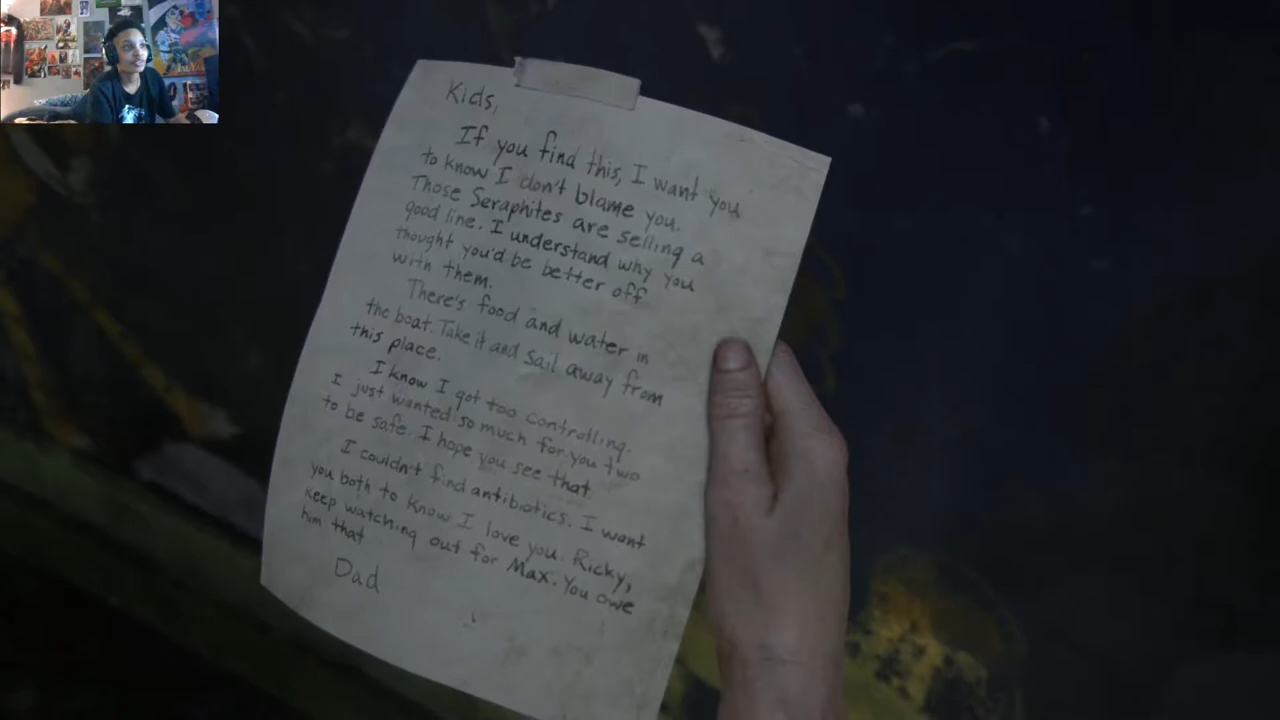 Kids,
If you find this, I want you
to know I don't blame you.
Those Seraphites are selling a
good line. I understand why you
thought you'd be better off
with them.
There's food and water in
the boat. Take it and sail away from
this place.
I know I got too controlling.
I just wanted so much for you two
to be safe. I hope you see that.
I couldn't find antibiotics. I want
you both to know I love you. Ricky,
keep watching out for Max. You owe
him that
Dad